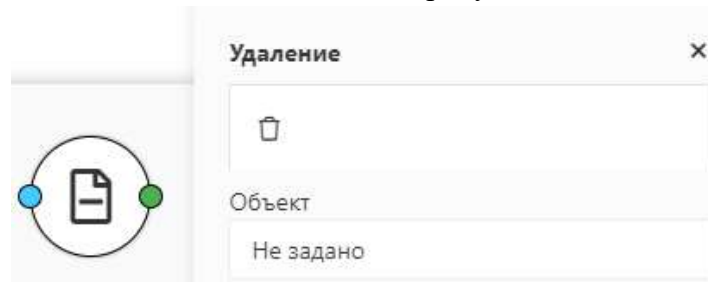 Удаление
Объект
Не задано